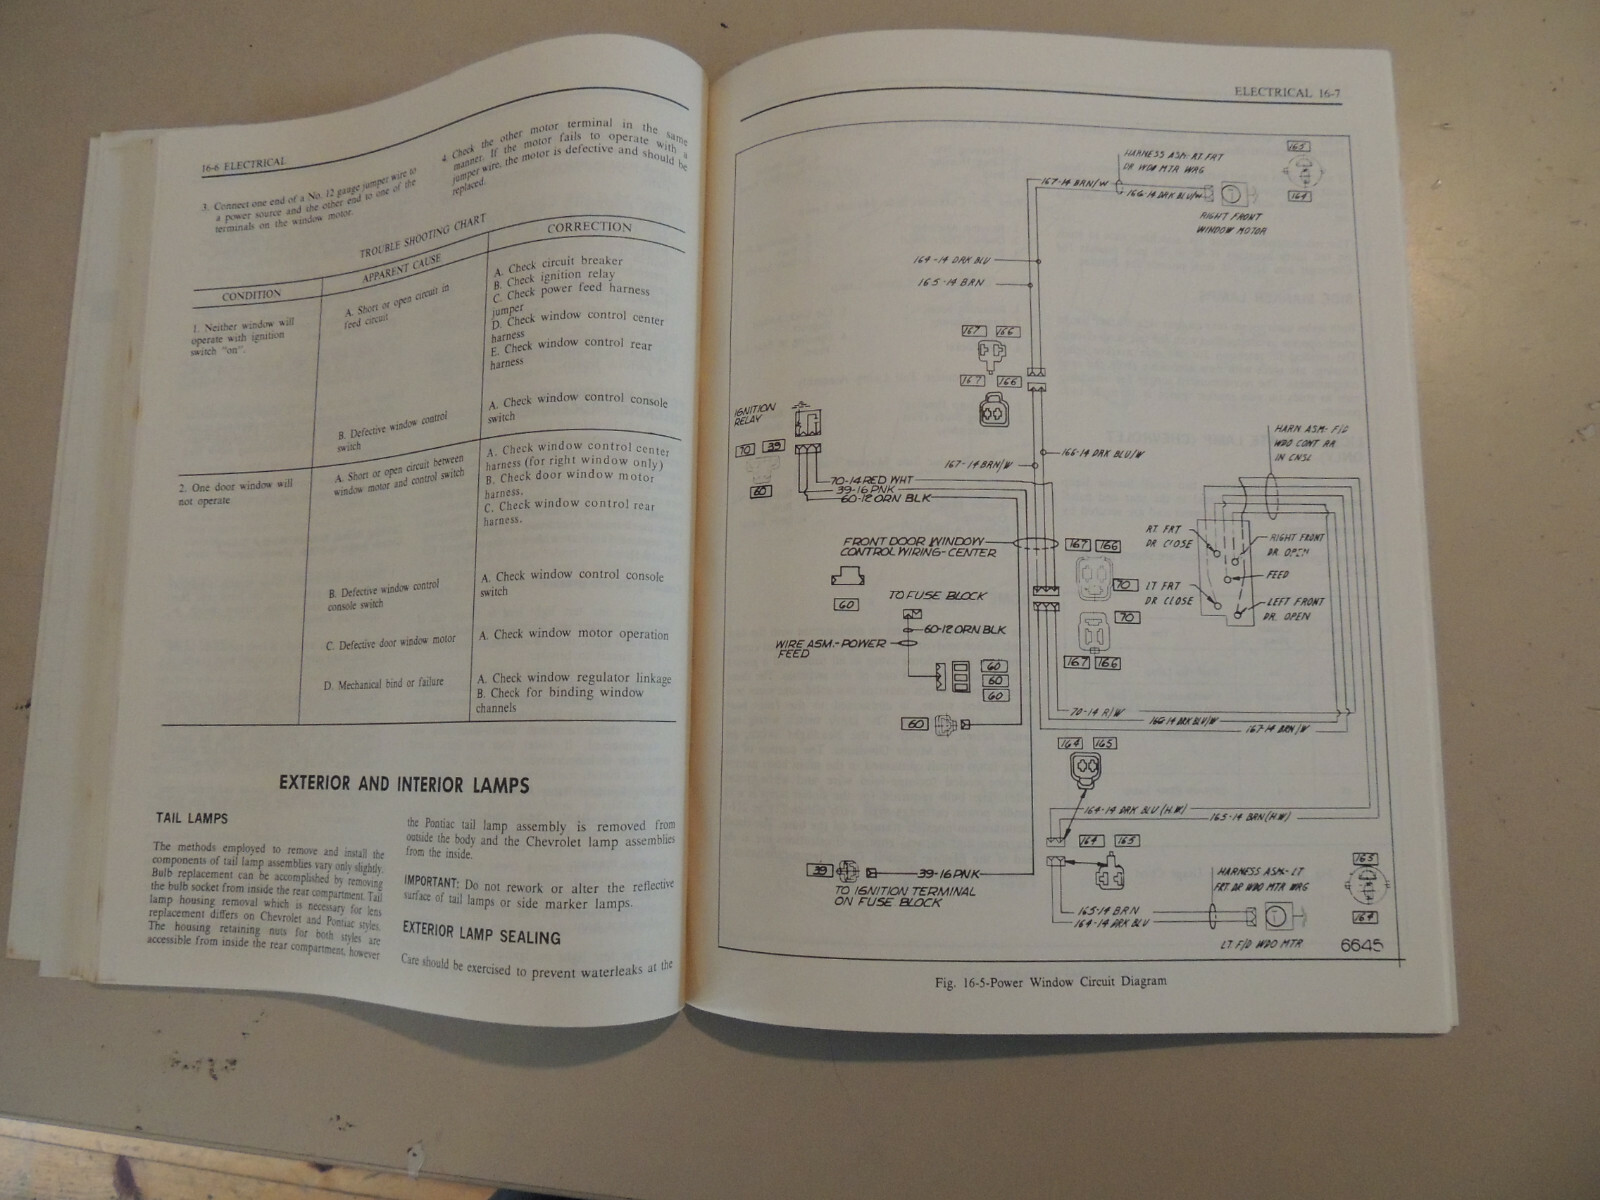 16-6 ELECTRICAL
3. Connect one end of a No. 12 gauge jumper wire to
a power source and the other end to one of the
terminals on the window motor.
4. Check the other motor terminal in the same
manner. If the motor fails to operate with a
jumper wire, the motor is defective and should be
replaced.
TROUBLE SHOOTING CHART
CONDITION
APPARENT CAUSE
CORRECTION
1. Neither window will
operate with ignition
switch "on".
A. Short or open circuit in
feed circuit
A. Check circuit breaker
B. Check ignition relay
C. Check power feed harness
jumper
D. Check window control center
harness
E. Check window control rear
harness
B. Defective window control
switch
A. Check window control console
switch
2. One door window will
not operate
A. Short or open circuit between
window motor and control switch
A. Check window control center
harness (for right window only)
B. Check door window motor
harness.
C. Check window control rear
harness.
B. Defective window control
console switch
A. Check window control console
switch
C. Defective door window motor
A. Check window motor operation
D. Mechanical bind or failure
A. Check window regulator linkage
B. Check for binding window
channels
EXTERIOR AND INTERIOR LAMPS
TAIL LAMPS
The methods employed to remove and install the
components of tail lamp assemblies vary only slightly.
Bulb replacement can be accomplished by removing
the bulb socket from inside the rear compartment. Tail
lamp housing removal which is necessary for lens
replacement differs on Chevrolet and Pontiac styles.
The housing retaining nuts for both styles are
accessible from inside the rear compartment, however
the Pontiac tail lamp assembly is removed from
outside the body and the Chevrolet lamp assemblies
from the inside.
IMPORTANT: Do not rework or alter the reflective
surface of tail lamps or side marker lamps.
EXTERIOR LAMP SEALING
Care should be exercised to prevent waterleaks at the
ELECTRICAL 16-7
HARNESS ASM-RT FRT
DR WDO MTR WRG
165
164
167-14 BRN/W
166-14 DRK BLU/W
RIGHT FRONT
WINDOW MOTOR
164-14 DRK BLU
165-14 BRN
167 166
167 166
IGNITION
RELAY
70 39
60
167-14 BRN/W
166-14 DRK BLU/W
HARN ASM- F/D
WDO CONT RR
IN CNSL
70-14 RED WHT
39-16 PNK
60-12 ORN BLK
FRONT DOOR WINDOW
CONTROL WIRING-CENTER
60
167 166
70
70
167 166
RT FRT
DR CLOSE
RIGHT FRONT
DR OPEN
FEED
LT FRT
DR CLOSE
LEFT FRONT
DR OPEN
TO FUSE BLOCK
60-12 ORN BLK
WIRE ASM.-POWER
FEED
60
60
60
60
70-14 R/W
166-14 DRK BLU/W
167-14 BRN/W
164 165
164-14 DRK BLU (H.W)
165-14 BRN (H.W)
164 165
39
39-16 PNK
TO IGNITION TERMINAL
ON FUSE BLOCK
HARNESS ASM-LT
FRT DR WDO MTR WRG
165
164
165-14 BRN
164-14 DRK BLU
LT F/D WDO MTR
6645
Fig. 16-5-Power Window Circuit Diagram